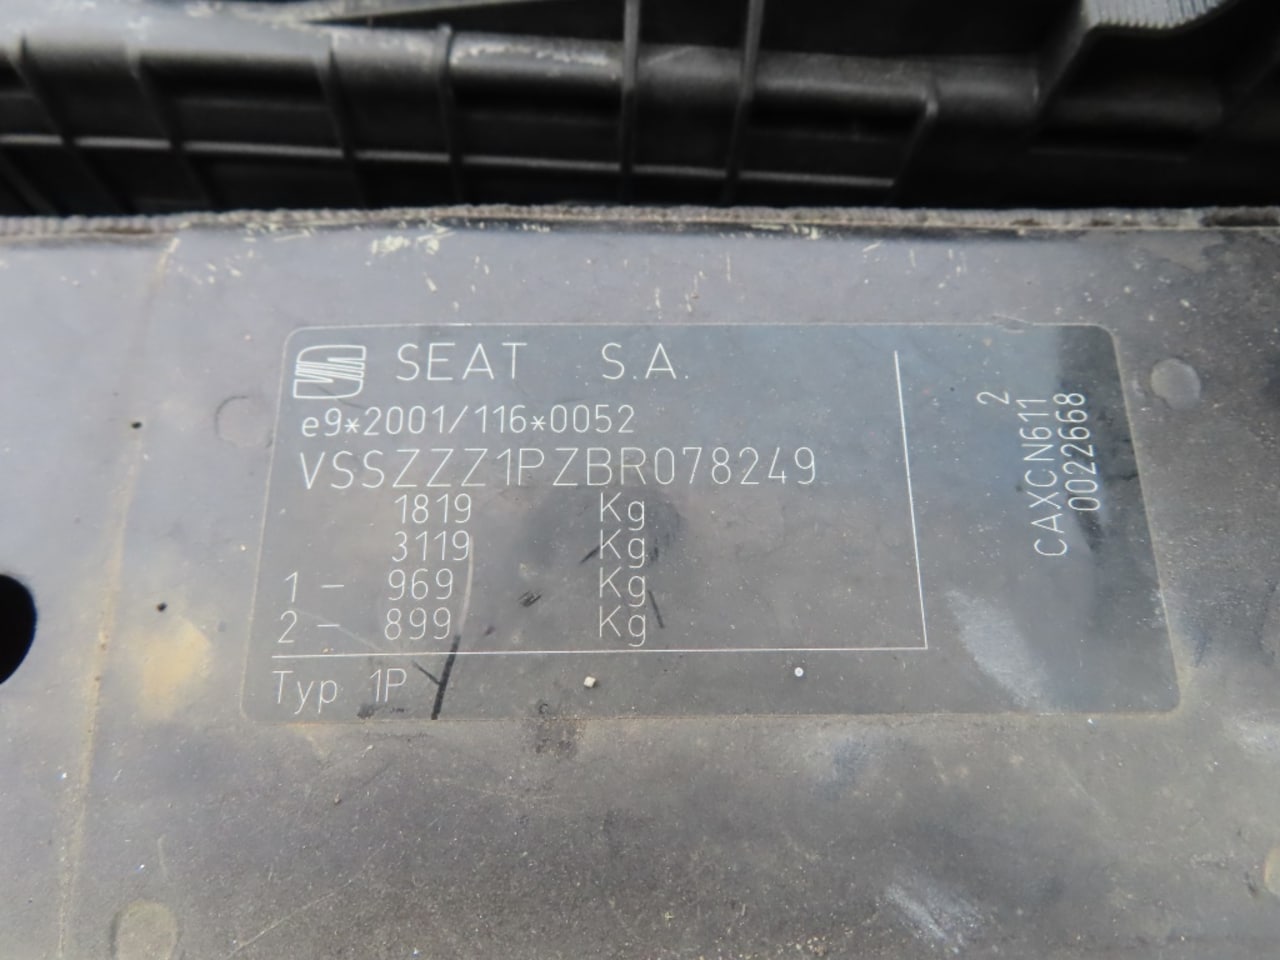 SEAT S.A.
e9*2001/116*0052
VSSZZZ1PZBR078249
1819 Kg
3119 Kg
1 - 969 Kg
2 - 899 Kg
Typ 1P
2
CAXCN611
0022668